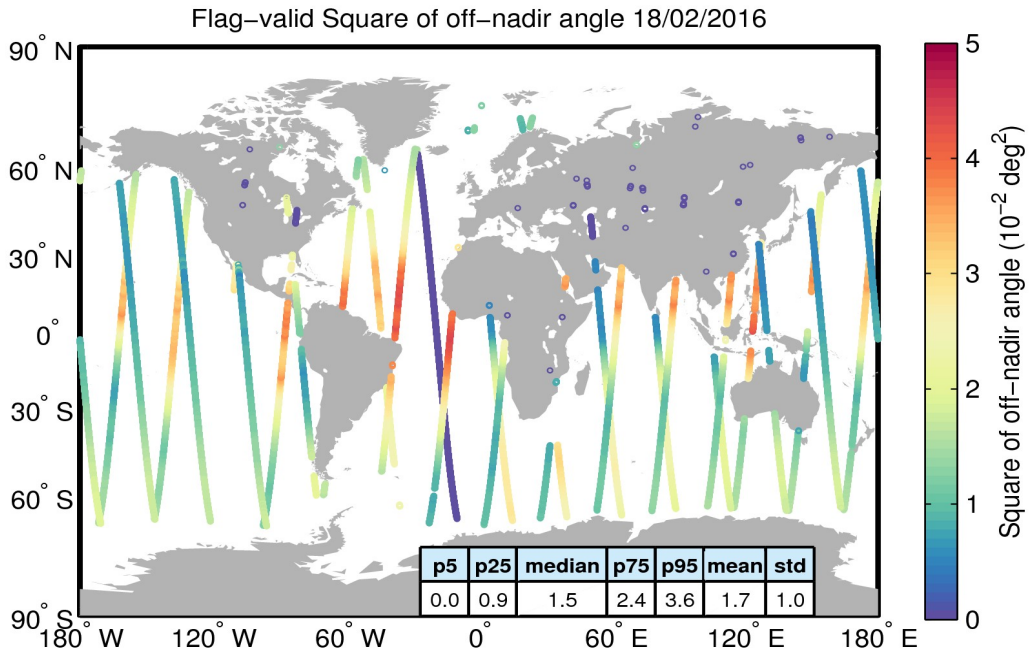 Flag−valid Square of off−nadir angle 18/02/2016
90° N
60° N
30° N
0°
30° S
60° S
90° S
180° W 120° W 60° W 0° 60° E 120° E 180° E
p5 p25 median p75 p95 mean std
0.0 0.9 1.5 2.4 3.6 1.7 1.0
5
4
3
2
1
0
Square of off−nadir angle (10⁻² deg²)